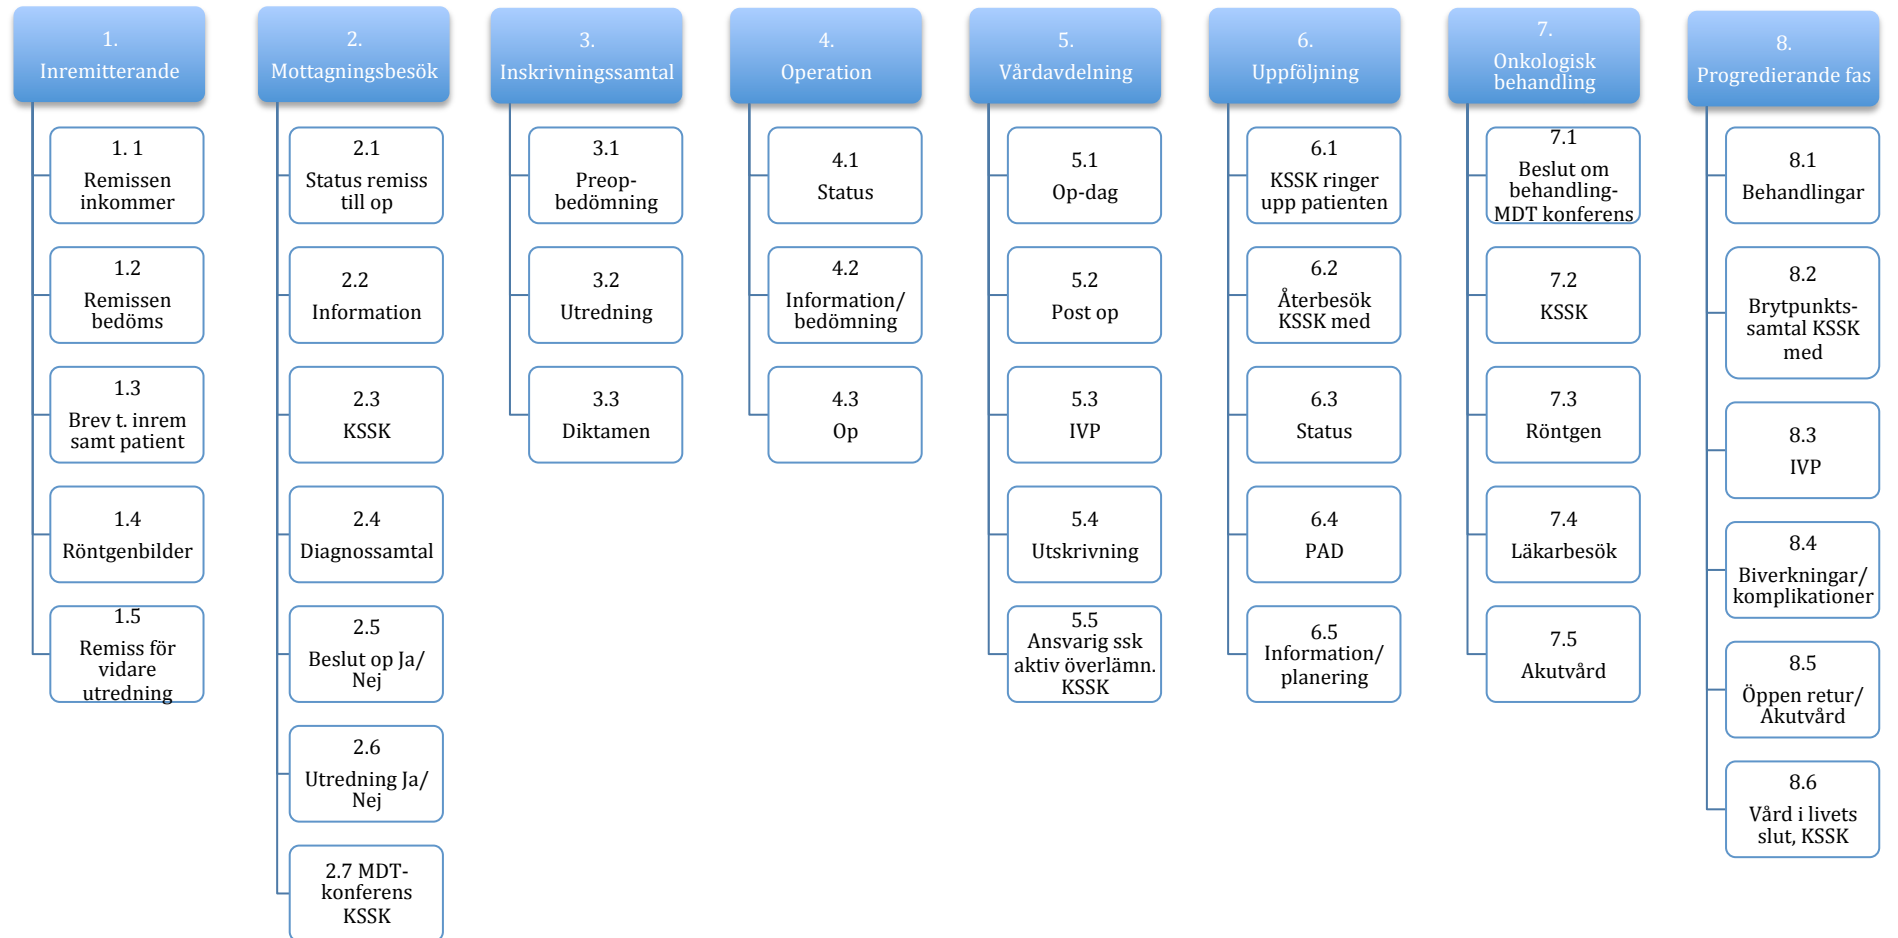 1.
Inremitterande
1. 1
Remissen
inkommer
1.2
Remissen
bedöms
1.3
Brev t. inrem
samt patient
1.4
Röntgenbilder
1.5
Remiss för
vidare
utredning
2.
Mottagningsbesök
2.1
Status remiss
till op
2.2
Information
2.3
KSSK
2.4
Diagnossamtal
2.5
Beslut op Ja/
Nej
2.6
Utredning Ja/
Nej
2.7 MDT-
konferens
KSSK
3.
Inskrivningssamtal
3.1
Preop-
bedömning
3.2
Utredning
3.3
Diktamen
4.
Operation
4.1
Status
4.2
Information/
bedömning
4.3
Op
5.
Vårdavdelning
5.1
Op-dag
5.2
Post op
5.3
IVP
5.4
Utskrivning
5.5
Ansvarig ssk
aktiv överlämn.
KSSK
6.
Uppföljning
6.1
KSSK ringer
upp patienten
6.2
Återbesök
KSSK med
6.3
Status
6.4
PAD
6.5
Information/
planering
7.
Onkologisk
behandling
7.1
Beslut om
behandling-
MDT konferens
7.2
KSSK
7.3
Röntgen
7.4
Läkarbesök
7.5
Akutvård
8.
Progredierande fas
8.1
Behandlingar
8.2
Brytpunkts-
samtal KSSK
med
8.3
IVP
8.4
Biverkningar/
komplikationer
8.5
Öppen retur/
Akutvård
8.6
Vård i livets
slut, KSSK